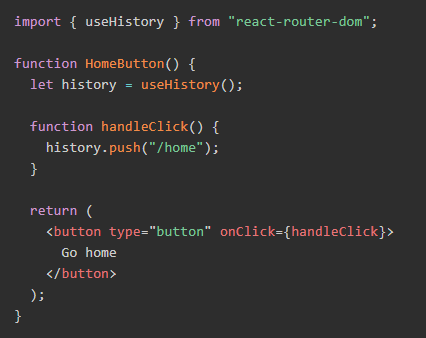 import { useHistory } from "react-router-dom";
function HomeButton() {
let history = useHistory();
function handleClick() {
history.push("/home");
}
return (
<button type="button" onClick={handleClick}>
Go home
</button>
);
}